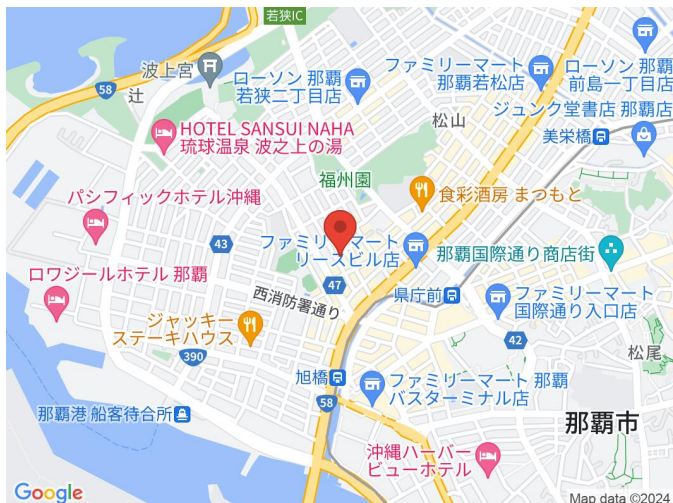 若狭IC
58
波上宮
辻
ローソン 那覇
若狭二丁目店
ファミリーマート
那覇若松店
ローソン 那覇
前島一丁目店
ジュンク堂書店 那覇店
松山
美栄橋
HOTEL SANSUI NAHA
琉球温泉 波之上の湯
福州園
食彩酒房 まつもと
パシフィックホテル沖縄
43
ファミリーマート
リースビル店
那覇国際通り商店街
ロワジールホテル 那覇
47
西消防署通り
県庁前
ファミリーマート
国際通り入口店
ジャッキー
ステーキハウス
42
松尾
390
旭橋
58
ファミリーマート 那覇
バスターミナル店
那覇港 船客待合所
那覇市
沖縄ハーバー
ビューホテル
Google
Map data ©2024